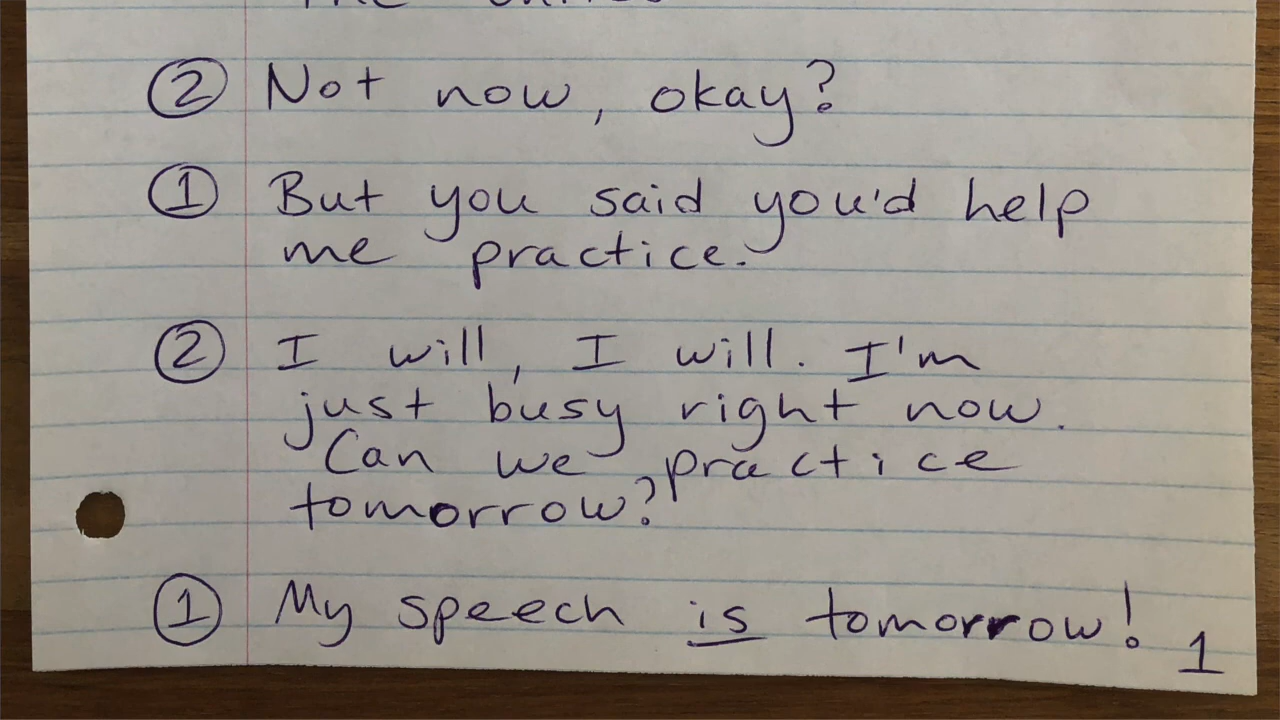 ② Not now, okay?
① But you said you'd help
me practice.
② I will, I will. I'm
just busy right now.
Can we practice
tomorrow?
① My speech is tomorrow!
1